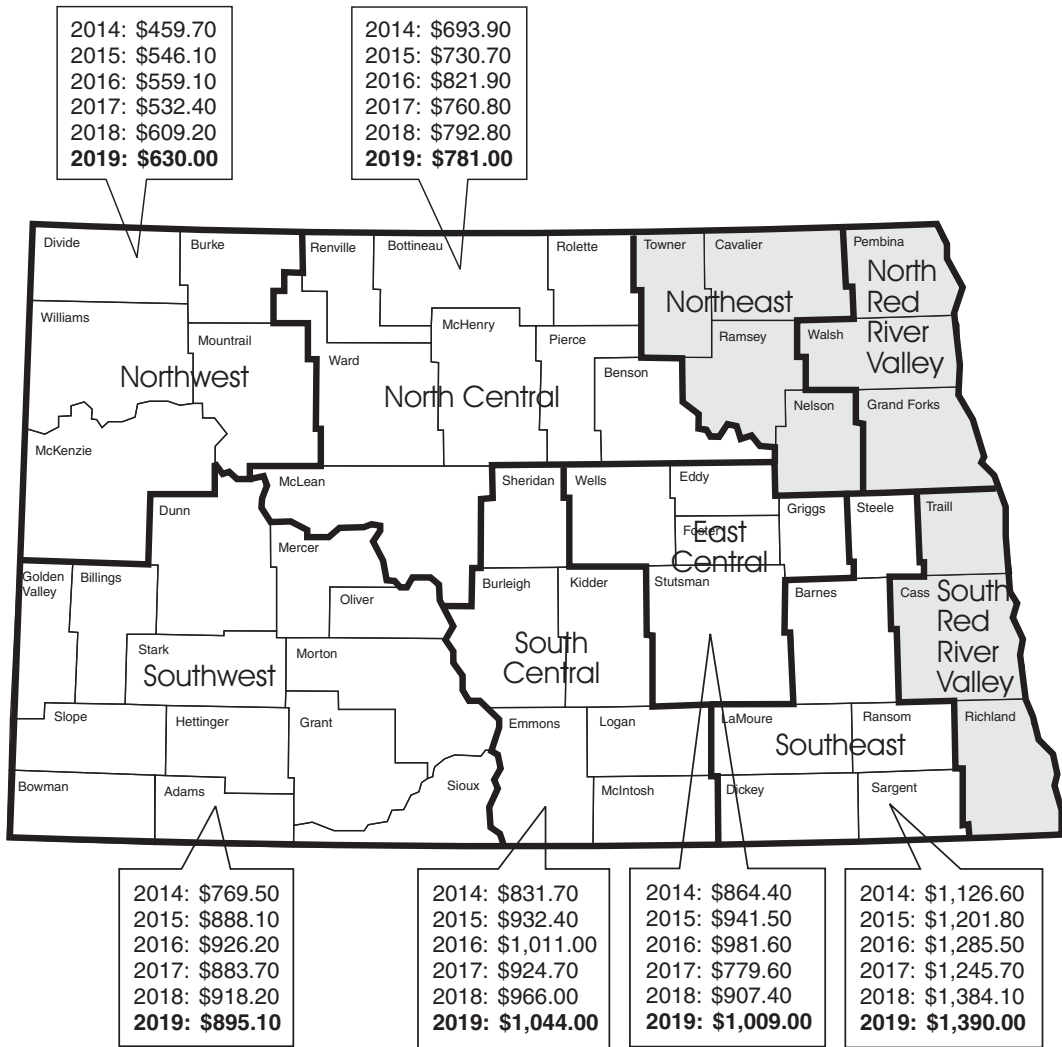 2014: $459.70
2015: $546.10
2016: $559.10
2017: $532.40
2018: $609.20
2019: $630.00
2014: $693.90
2015: $730.70
2016: $821.90
2017: $760.80
2018: $792.80
2019: $781.00
Divide
Burke
Renville
Bottineau
Rolette
Towner
Cavalier
Pembina
North
Red
River
Valley
Northeast
Williams
Mountrail
McHenry
Pierce
Ramsey
Walsh
Ward
Benson
Northwest
North Central
Nelson
Grand Forks
McKenzie
McLean
Sheridan
Wells
Eddy
Dunn
Griggs
Steele
Traill
Foster
East
Central
Mercer
Golden
Valley
Billings
Burleigh
Kidder
Stutsman
Barnes
Cass
South
Red
River
Valley
Oliver
South
Central
Stark
Morton
Southwest
Slope
Hettinger
Grant
Emmons
Logan
LaMoure
Ransom
Richland
Southeast
Bowman
Adams
Sioux
McIntosh
Dickey
Sargent
2014: $769.50
2015: $888.10
2016: $926.20
2017: $883.70
2018: $918.20
2019: $895.10
2014: $831.70
2015: $932.40
2016: $1,011.00
2017: $924.70
2018: $966.00
2019: $1,044.00
2014: $864.40
2015: $941.50
2016: $981.60
2017: $779.60
2018: $907.40
2019: $1,009.00
2014: $1,126.60
2015: $1,201.80
2016: $1,285.50
2017: $1,245.70
2018: $1,384.10
2019: $1,390.00